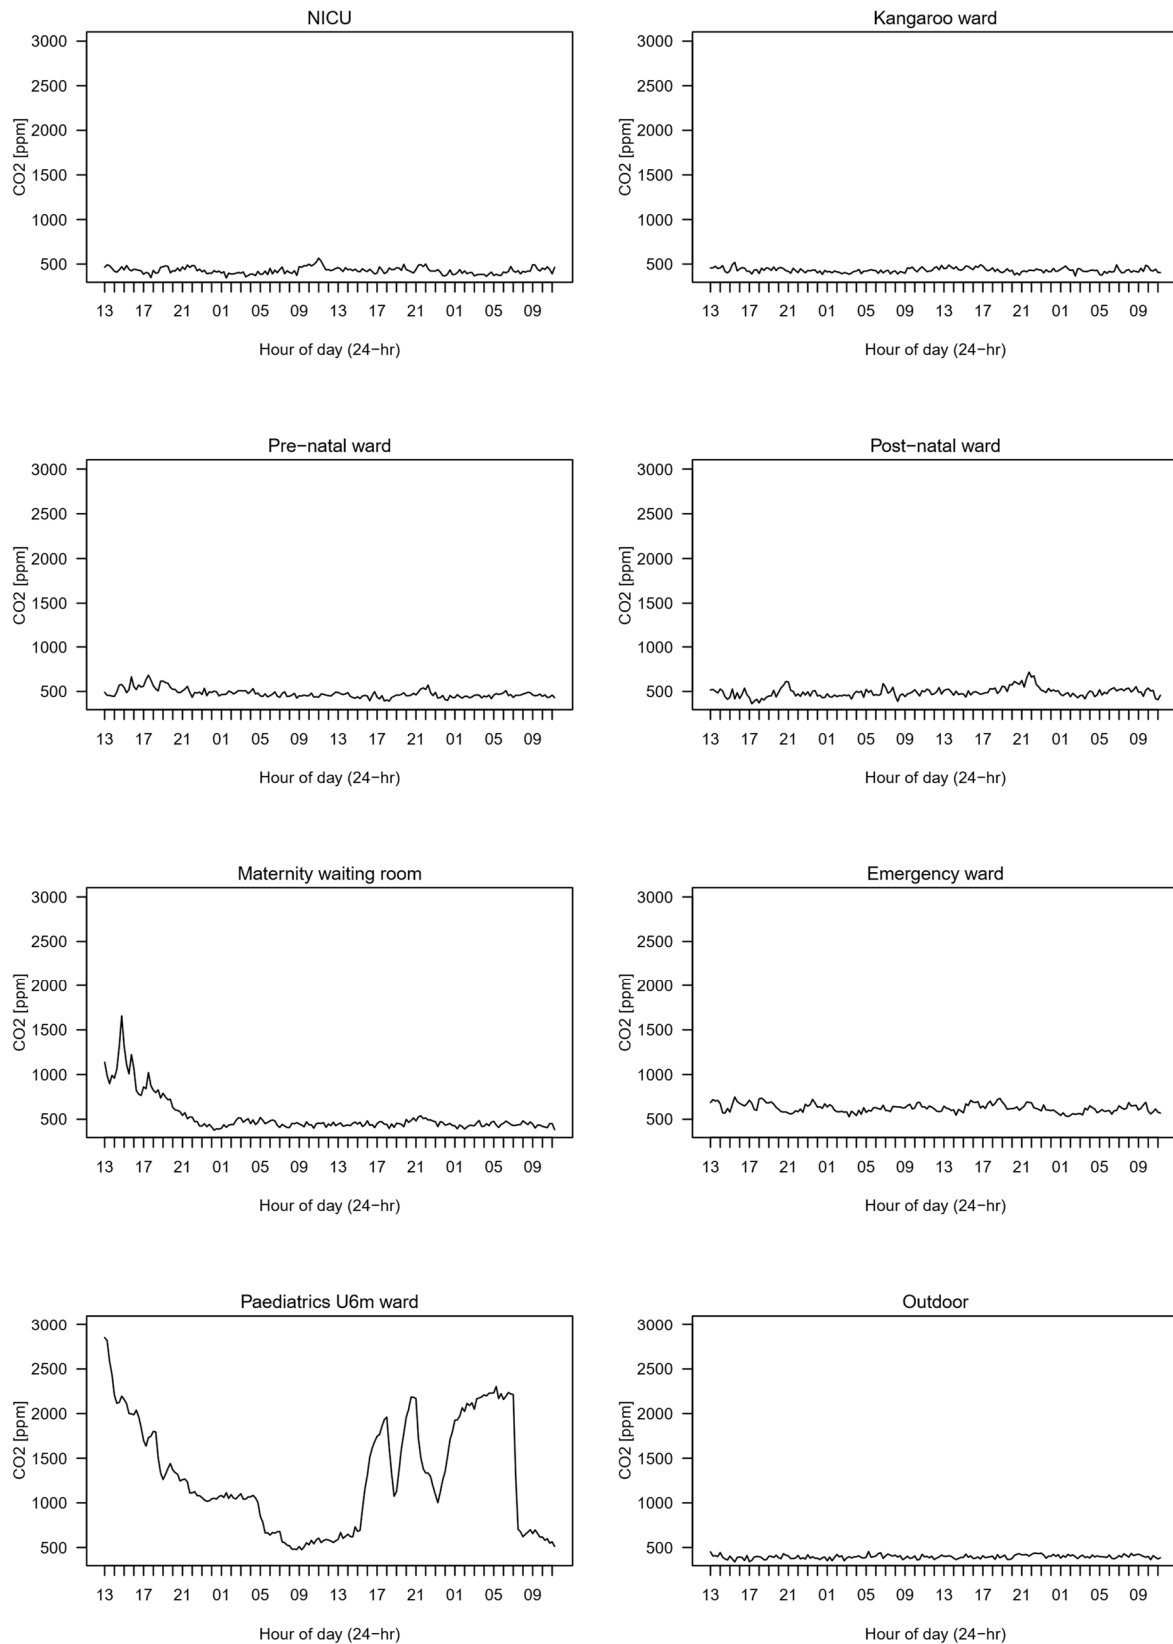 NICU
3000
2500
2000
1500
1000
500
CO2 [ppm]
13 17 21 01 05 09 13 17 21 01 05 09
Hour of day (24−hr)
Kangaroo ward
3000
2500
2000
1500
1000
500
CO2 [ppm]
13 17 21 01 05 09 13 17 21 01 05 09
Hour of day (24−hr)
Pre−natal ward
3000
2500
2000
1500
1000
500
CO2 [ppm]
13 17 21 01 05 09 13 17 21 01 05 09
Hour of day (24−hr)
Post−natal ward
3000
2500
2000
1500
1000
500
CO2 [ppm]
13 17 21 01 05 09 13 17 21 01 05 09
Hour of day (24−hr)
Maternity waiting room
3000
2500
2000
1500
1000
500
CO2 [ppm]
13 17 21 01 05 09 13 17 21 01 05 09
Hour of day (24−hr)
Emergency ward
3000
2500
2000
1500
1000
500
CO2 [ppm]
13 17 21 01 05 09 13 17 21 01 05 09
Hour of day (24−hr)
Paediatrics U6m ward
3000
2500
2000
1500
1000
500
CO2 [ppm]
13 17 21 01 05 09 13 17 21 01 05 09
Hour of day (24−hr)
Outdoor
3000
2500
2000
1500
1000
500
CO2 [ppm]
13 17 21 01 05 09 13 17 21 01 05 09
Hour of day (24−hr)